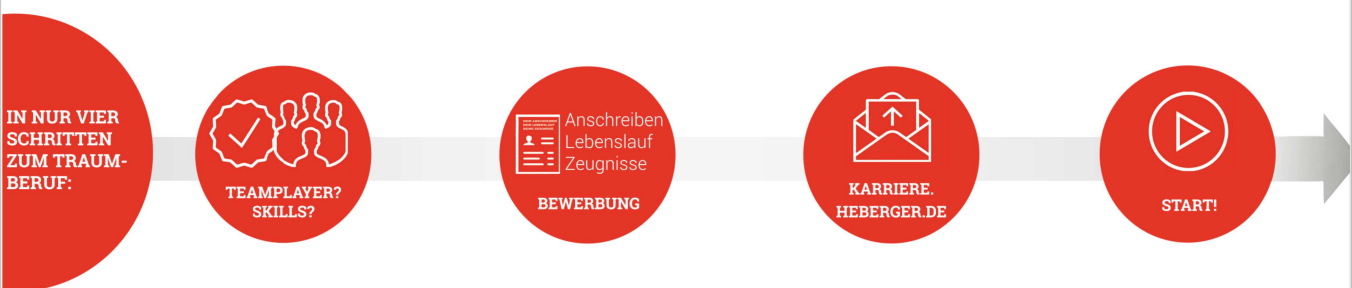 IN NUR VIER
SCHRITTEN
ZUM TRAUM-
BERUF:
TEAMPLAYER?
SKILLS?
Anschreiben
Lebenslauf
Zeugnisse
BEWERBUNG
KARRIERE.
HEBERGER.DE
START!